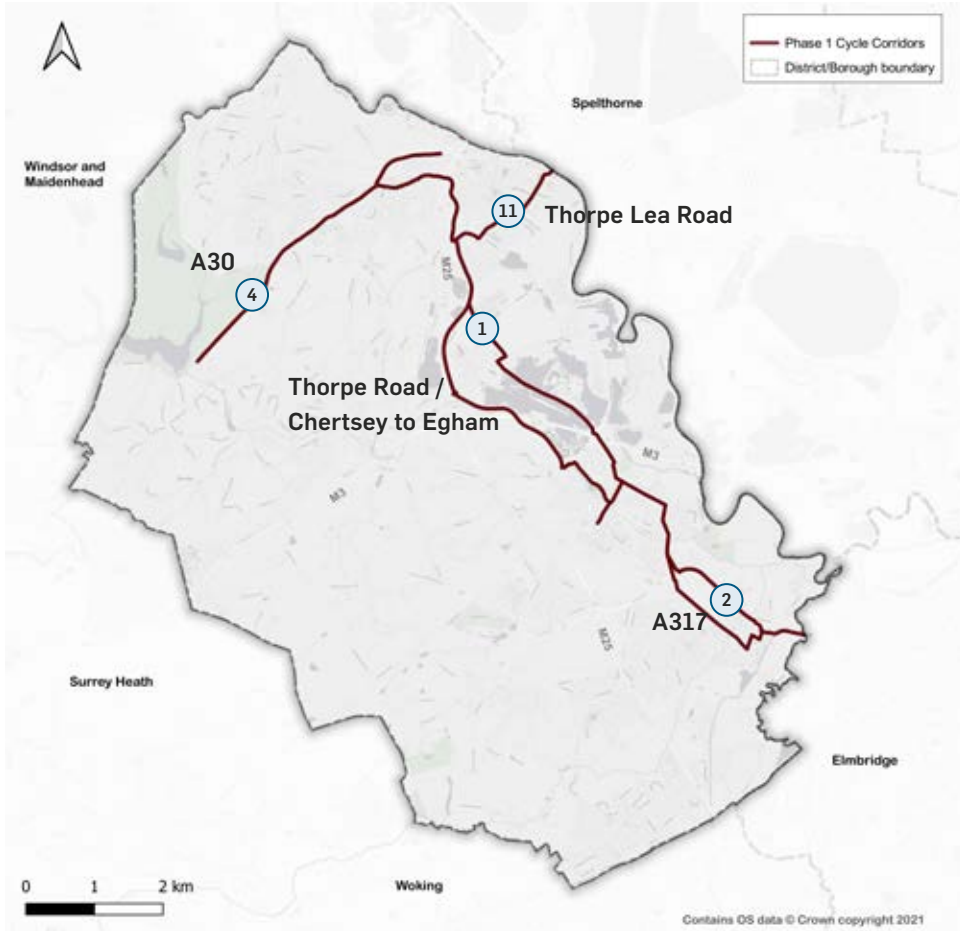 Phase 1 Cycle Corridors
District/Borough boundary
Spelthorne
Windsor and
Maidenhead
11
Thorpe Lea Road
A30
M25
4
1
Thorpe Road /
Chertsey to Egham
M3
M3
2
A317
M25
Surrey Heath
Elmbridge
0 1 2 km
Woking
Contains OS data © Crown copyright 2021